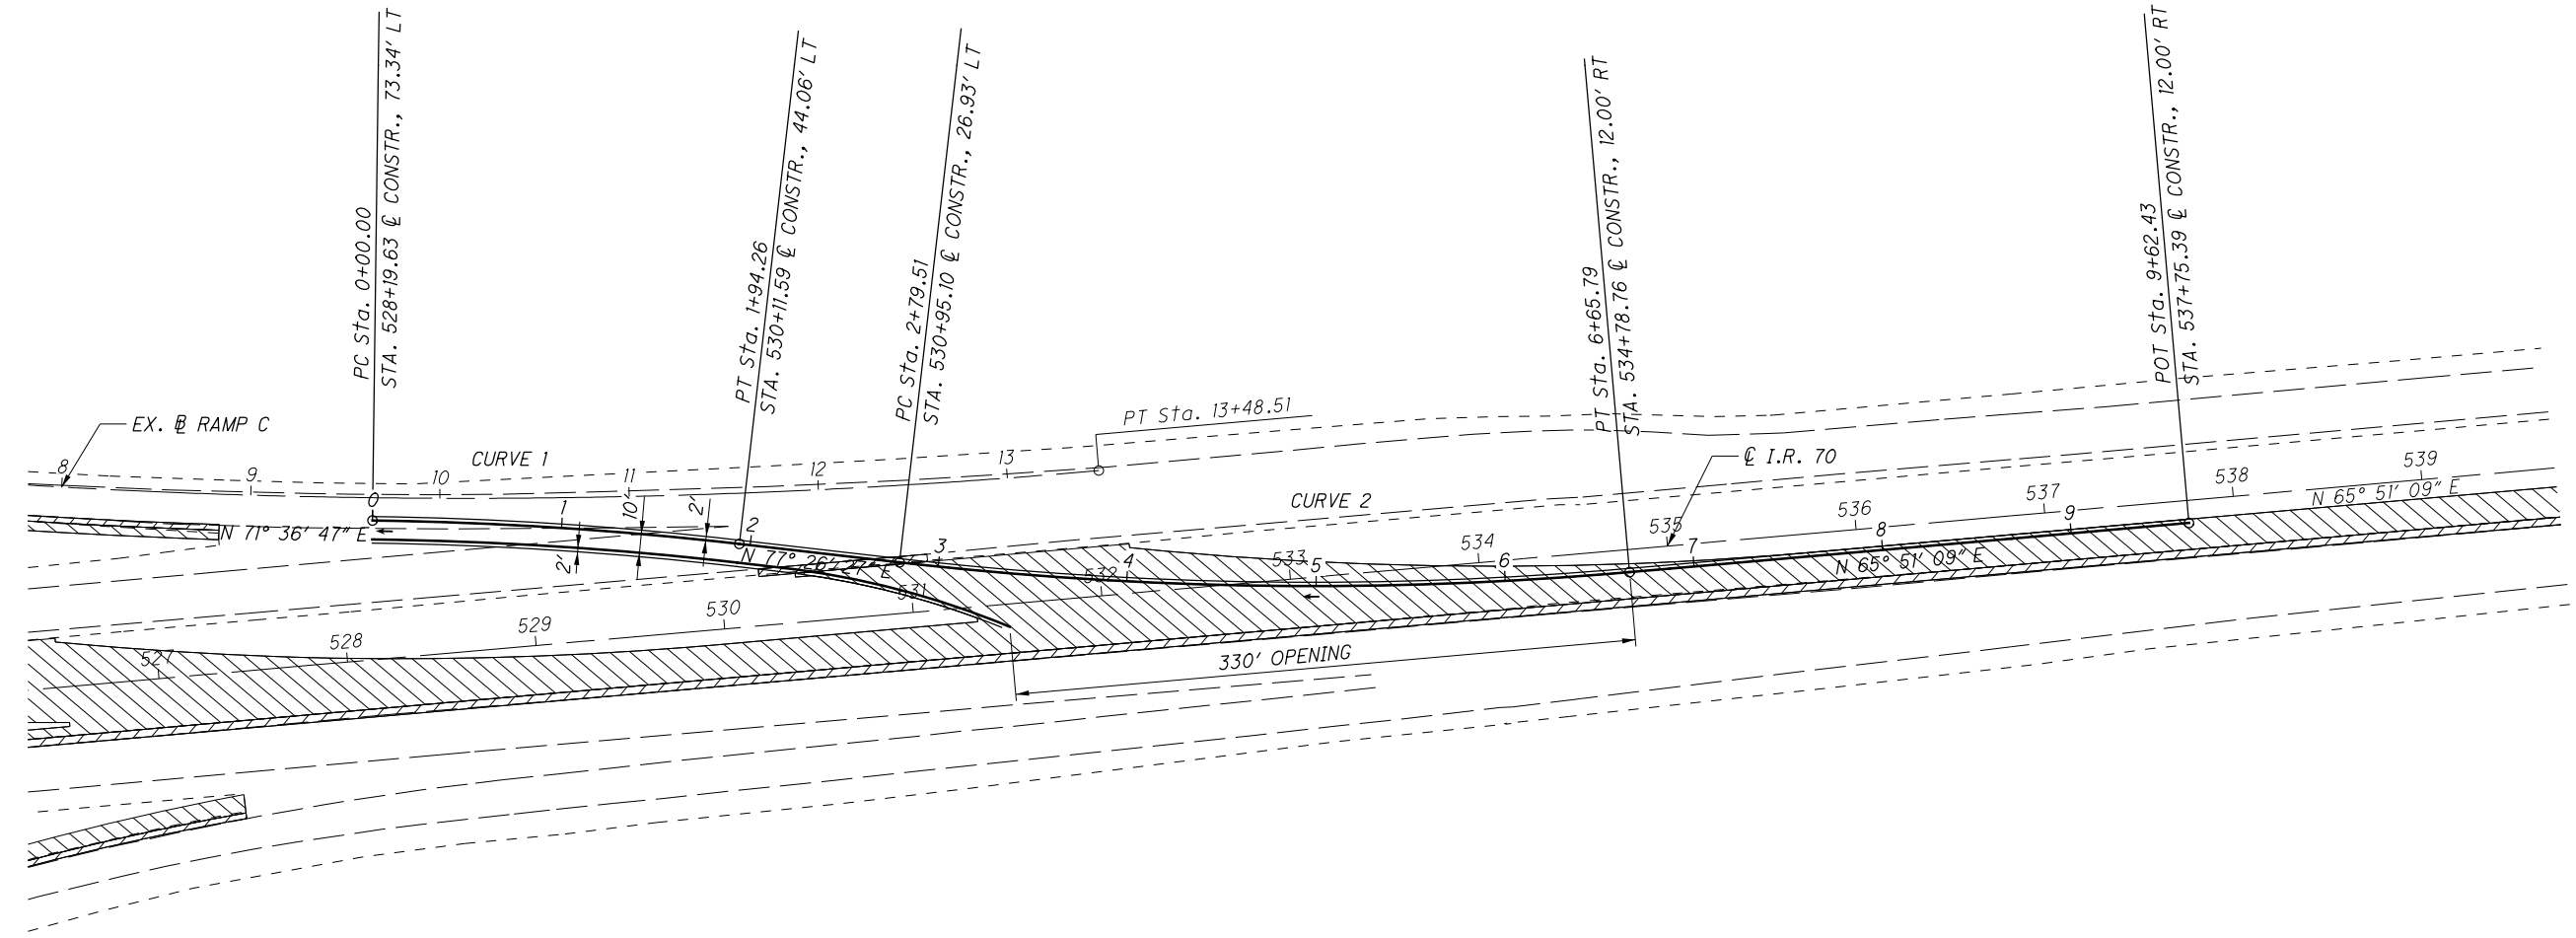 PC Sta. 0+00.00
STA. 528+19.63 ℄ CONSTR., 73.34' LT
PT Sta. 1+94.26
STA. 530+11.59 ℄ CONSTR., 44.06' LT
PC Sta. 2+79.51
STA. 530+95.10 ℄ CONSTR., 26.93' LT
PT Sta. 6+65.79
STA. 534+78.76 ℄ CONSTR., 12.00' RT
POT Sta. 9+62.43
STA. 537+75.39 ℄ CONSTR., 12.00' RT
EX. B̵L RAMP C
CURVE 1
PT Sta. 13+48.51
8
9
10
11
12
13
℄ I.R. 70
CURVE 2
0
1
2
3
4
5
6
7
8
9
10'
2'
2'
N 71° 36' 47" E
N 77° 26' 27" E
N 65° 51' 09" E
N 65° 51' 09" E
527
528
529
530
531
532
533
534
535
536
537
538
539
330' OPENING